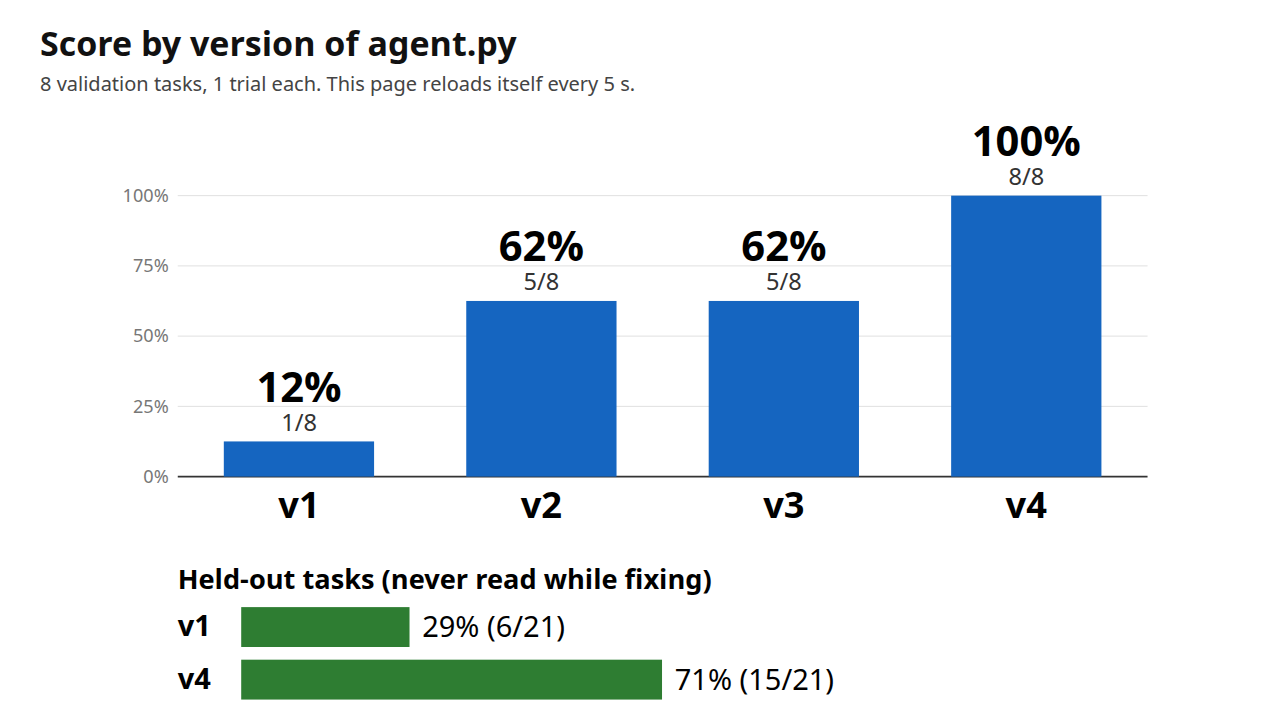 Score by version of agent.py
8 validation tasks, 1 trial each. This page reloads itself every 5 s.
100%
8/8
100%
62%
5/8
62%
5/8
75%
50%
12%
1/8
25%
0%
v1 v2 v3 v4
Held-out tasks (never read while fixing)
v1 29% (6/21)
v4 71% (15/21)